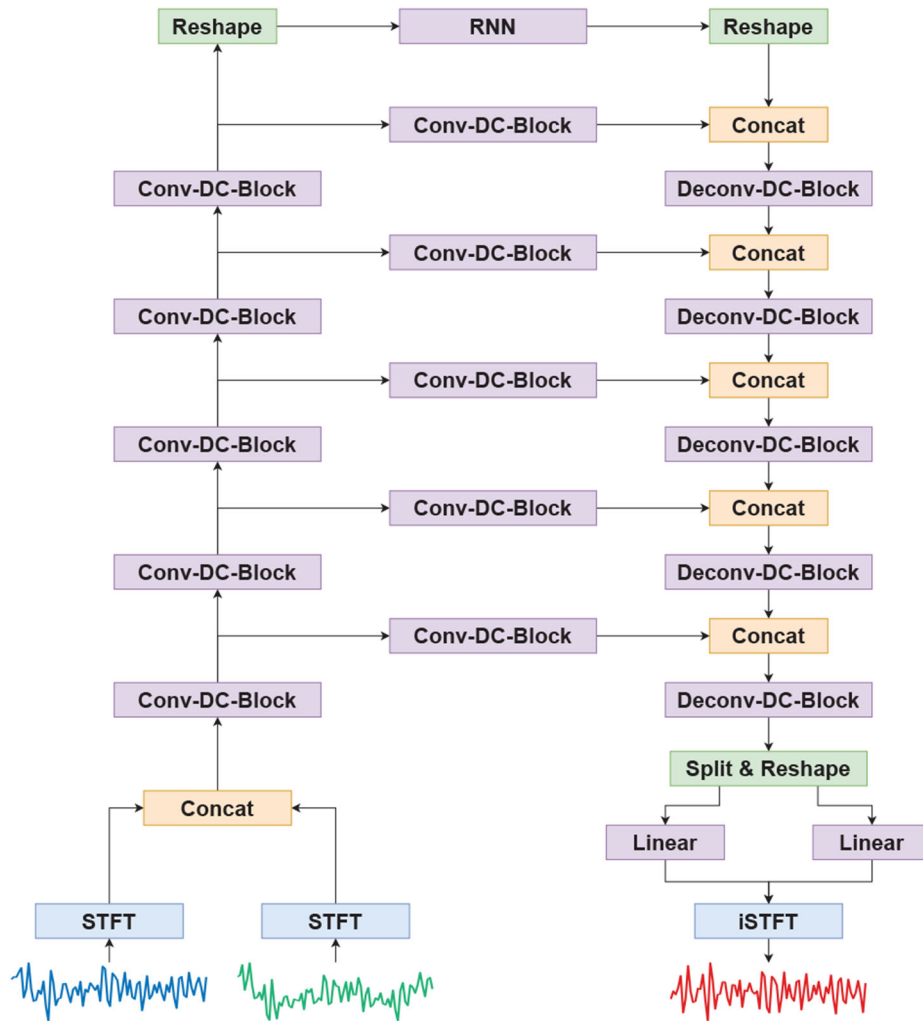 Reshape
RNN
Reshape
Conv-DC-Block
Concat
Conv-DC-Block
Deconv-DC-Block
Conv-DC-Block
Concat
Conv-DC-Block
Deconv-DC-Block
Conv-DC-Block
Concat
Conv-DC-Block
Deconv-DC-Block
Conv-DC-Block
Concat
Conv-DC-Block
Deconv-DC-Block
Conv-DC-Block
Concat
Conv-DC-Block
Deconv-DC-Block
Split & Reshape
Concat
Linear
Linear
STFT
STFT
iSTFT